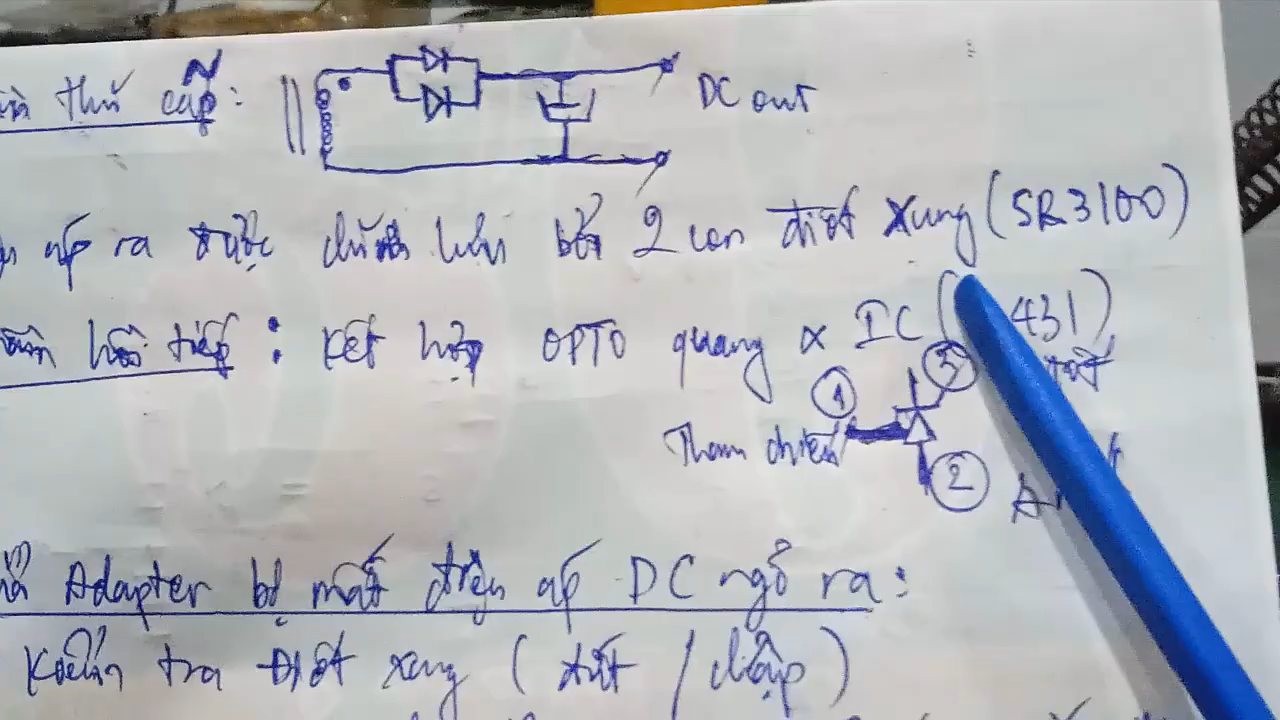 thứ cấp:
DC out
áp ra được chỉnh lưu bởi 2 con điốt xung (SR3100)
hồi tiếp: Kết hợp OPTO quang & IC ( 431)
① ③
Tham chiếu
②
Adapter bị mất điện áp DC ngõ ra:
Kiểm tra điốt xung (đứt / chập)